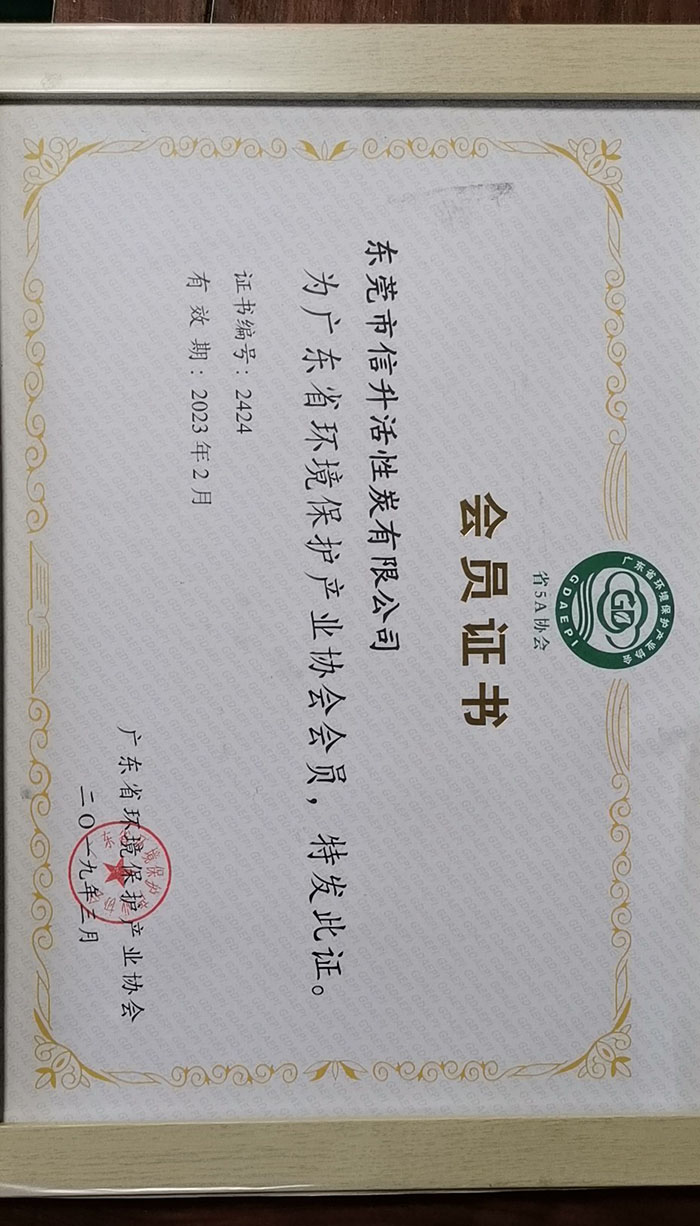 广东省环境保护产业协会
GD
GDAEPI
省5A协会
会员证书
东莞市信升活性炭有限公司
为广东省环境保护产业协会会员，特发此证。
证书编号：2424
有效期：2023年2月
广东省环境保护产业协会
二〇一九年三月